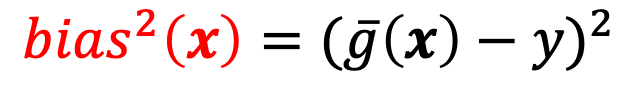 bias²(x) = (ḡ(x) − y)²